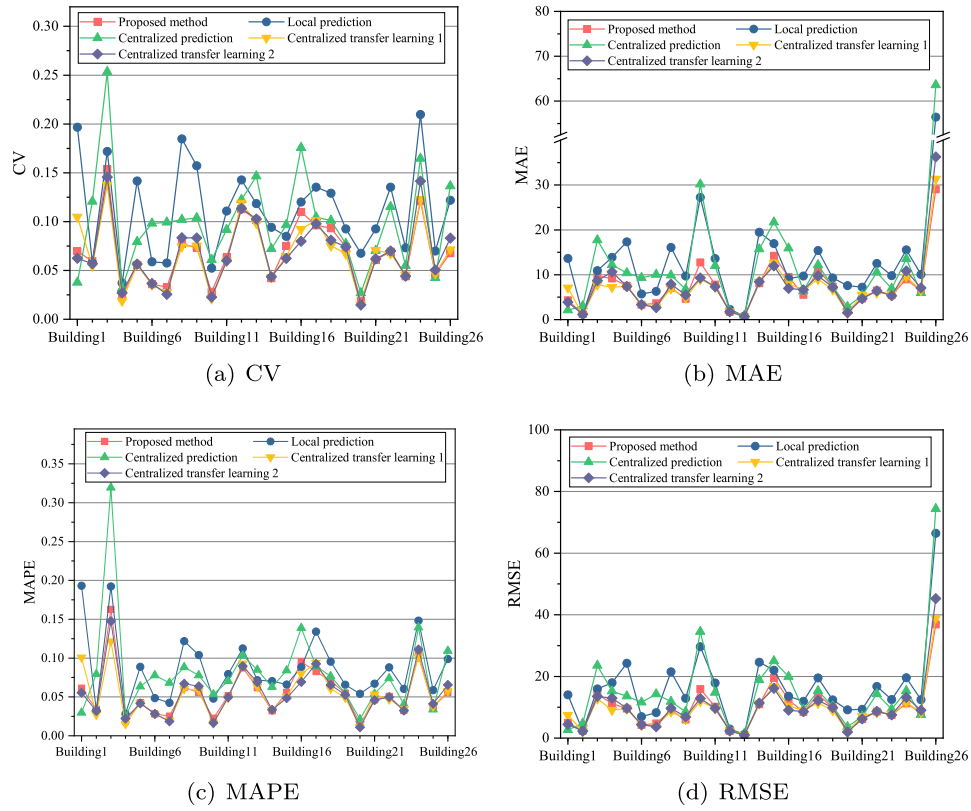 0.30
0.25
0.20
0.15
0.10
0.05
0.00
CV
Proposed method
Local prediction
Centralized prediction
Centralized transfer learning 1
Centralized transfer learning 2
Building1
Building6
Building11
Building16
Building21
Building26
(a) CV
80
60
30
20
10
0
MAE
Proposed method
Local prediction
Centralized prediction
Centralized transfer learning 1
Centralized transfer learning 2
Building1
Building6
Building11
Building16
Building21
Building26
(b) MAE
0.35
0.30
0.25
0.20
0.15
0.10
0.05
0.00
MAPE
Proposed method
Local prediction
Centralized prediction
Centralized transfer learning 1
Centralized transfer learning 2
Building1
Building6
Building11
Building16
Building21
Building26
(c) MAPE
100
80
60
40
20
0
RMSE
Proposed method
Local prediction
Centralized prediction
Centralized transfer learning 1
Centralized transfer learning 2
Building1
Building6
Building11
Building16
Building21
Building26
(d) RMSE